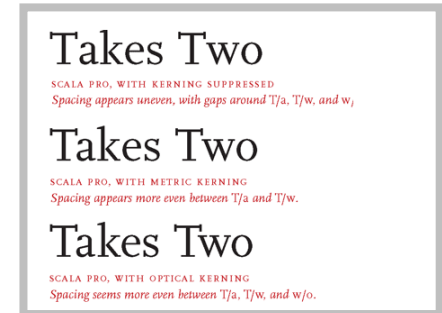 Takes Two
SCALA PRO, WITH KERNING SUPPRESSED
Spacing appears uneven, with gaps around T/a, T/w, and w/
Takes Two
SCALA PRO, WITH METRIC KERNING
Spacing appears more even between T/a and T/w.
Takes Two
SCALA PRO, WITH OPTICAL KERNING
Spacing seems more even between T/a, T/w, and w/o.